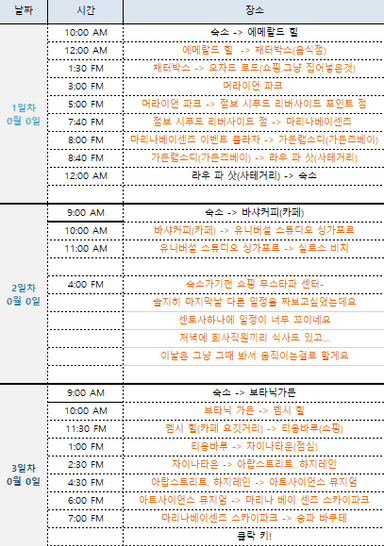 날짜 시간 장소
10:00 AM 숙소 -> 에메랄드 힐
12:00 AM 에메랄드 힐 -> 채터박스(음식점)
1:30 PM 채터박스 -> 오차드 로드(쇼핑,그냥 집어넣은것)
3:00 PM 머라이언 파크
5:00 PM 머라이언 파크 -> 점보 시푸드 리버사이드 포인트 점
7:40 PM 점보 시푸드 리버사이드 점 -> 마리나베이센즈
1일차
0월 0일
8:00 PM 마리나베이센즈 이벤트 플라자 -> 가든랩소디(가든즈베이)
8:40 PM 가든랩소디(가든즈베이) -> 라우 파 삿(사테거리)
12:00 AM 라우 파 삿(사테거리) -> 숙소
9:00 AM 숙소 -> 바샤커피(카페)
10:00 AM 바샤커피(카페) -> 유니버셜 스튜디오 싱가포르
11:00 AM 유니버셜 스튜디오 싱가포르 -> 실로소 비치
4:00 PM 숙소가기전 쇼핑 무스타파 센터-
2일차
0월 0일
솔직히 마지막날 다른 일정을 짜보고싶었는데요
센토사하나에 일정이 너무 꼬이네요
저녁에 회사직원끼리 식사도 있고...
이날은 그냥 그때 봐서 움직이는걸로 할게요
9:00 AM 숙소 -> 보타닉가든
10:00 AM 보타닉 가든 -> 뎀시 힐
11:30 PM 뎀시 힐(카페 요깃거리) -> 티옹바루(쇼핑)
1:00 PM 티옹바루 -> 차이나타운(점심)
2:30 PM 차이나타운 -> 아랍스트리트, 하지레인
3일차
0월 0일
4:30 PM 아랍스트리트, 하지레인 -> 아트사이언스 뮤지엄
6:00 PM 아트사이언스 뮤지엄 -> 마리나 베이 센즈 스카이파크
7:00 PM 마리나베이센즈 스카이파크 -> 송파 바쿠테
클락 키!